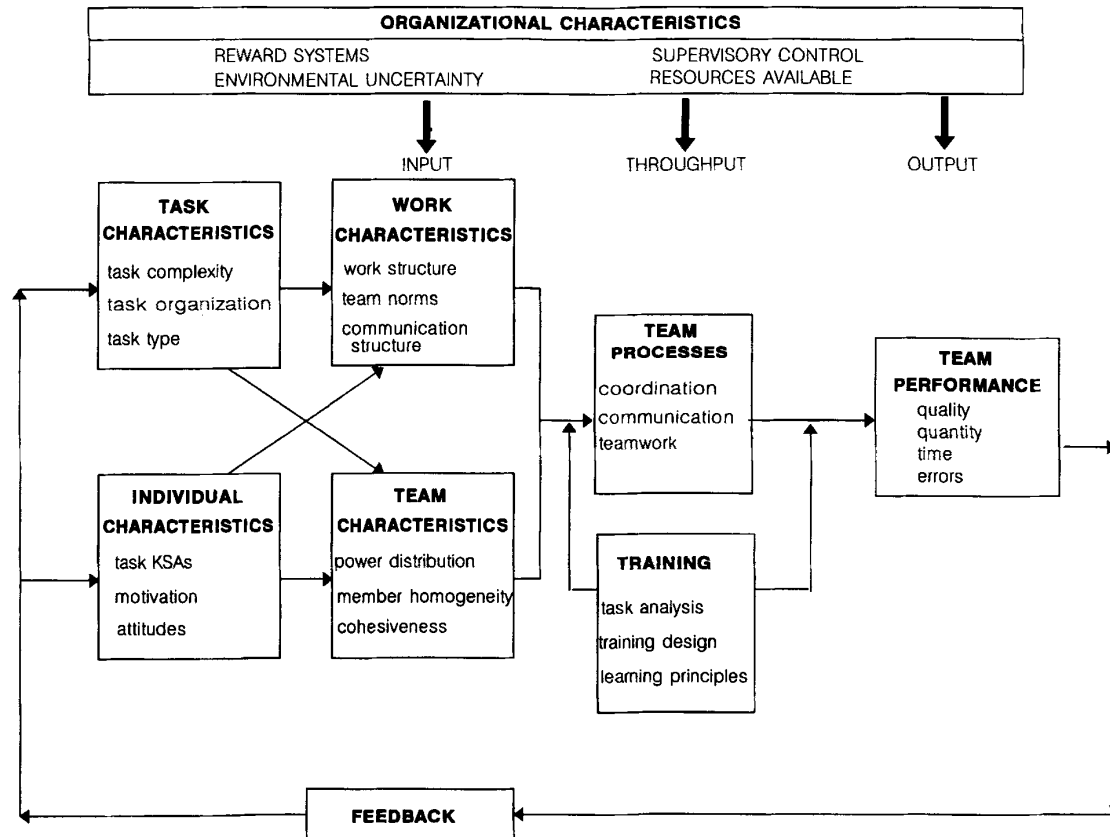 ORGANIZATIONAL CHARACTERISTICS
REWARD SYSTEMS
SUPERVISORY CONTROL
ENVIRONMENTAL UNCERTAINTY
RESOURCES AVAILABLE
INPUT
THROUGHPUT
OUTPUT
TASK
CHARACTERISTICS
task complexity
task organization
task type
WORK
CHARACTERISTICS
work structure
team norms
communication
structure
INDIVIDUAL
CHARACTERISTICS
task KSAs
motivation
attitudes
TEAM
CHARACTERISTICS
power distribution
member homogeneity
cohesiveness
TEAM
PROCESSES
coordination
communication
teamwork
TRAINING
task analysis
training design
learning principles
TEAM
PERFORMANCE
quality
quantity
time
errors
FEEDBACK